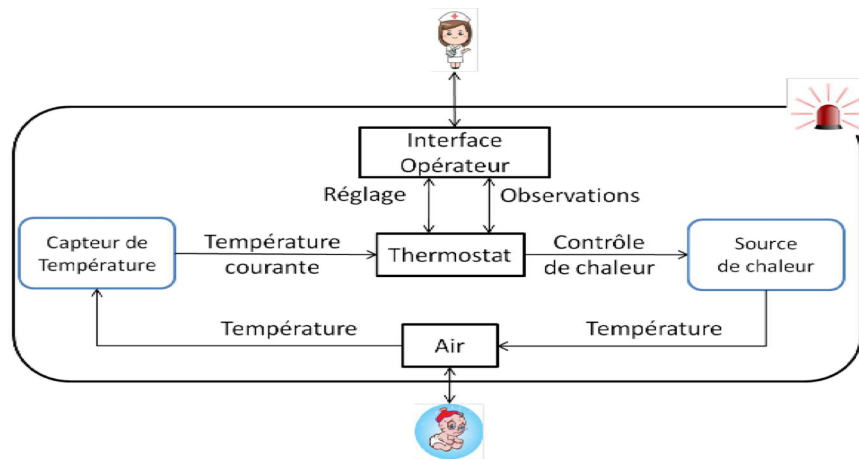 Interface
Opérateur
Réglage
Observations
Capteur de
Température
Température
courante
Thermostat
Contrôle
de chaleur
Source
de chaleur
Température
Air
Température